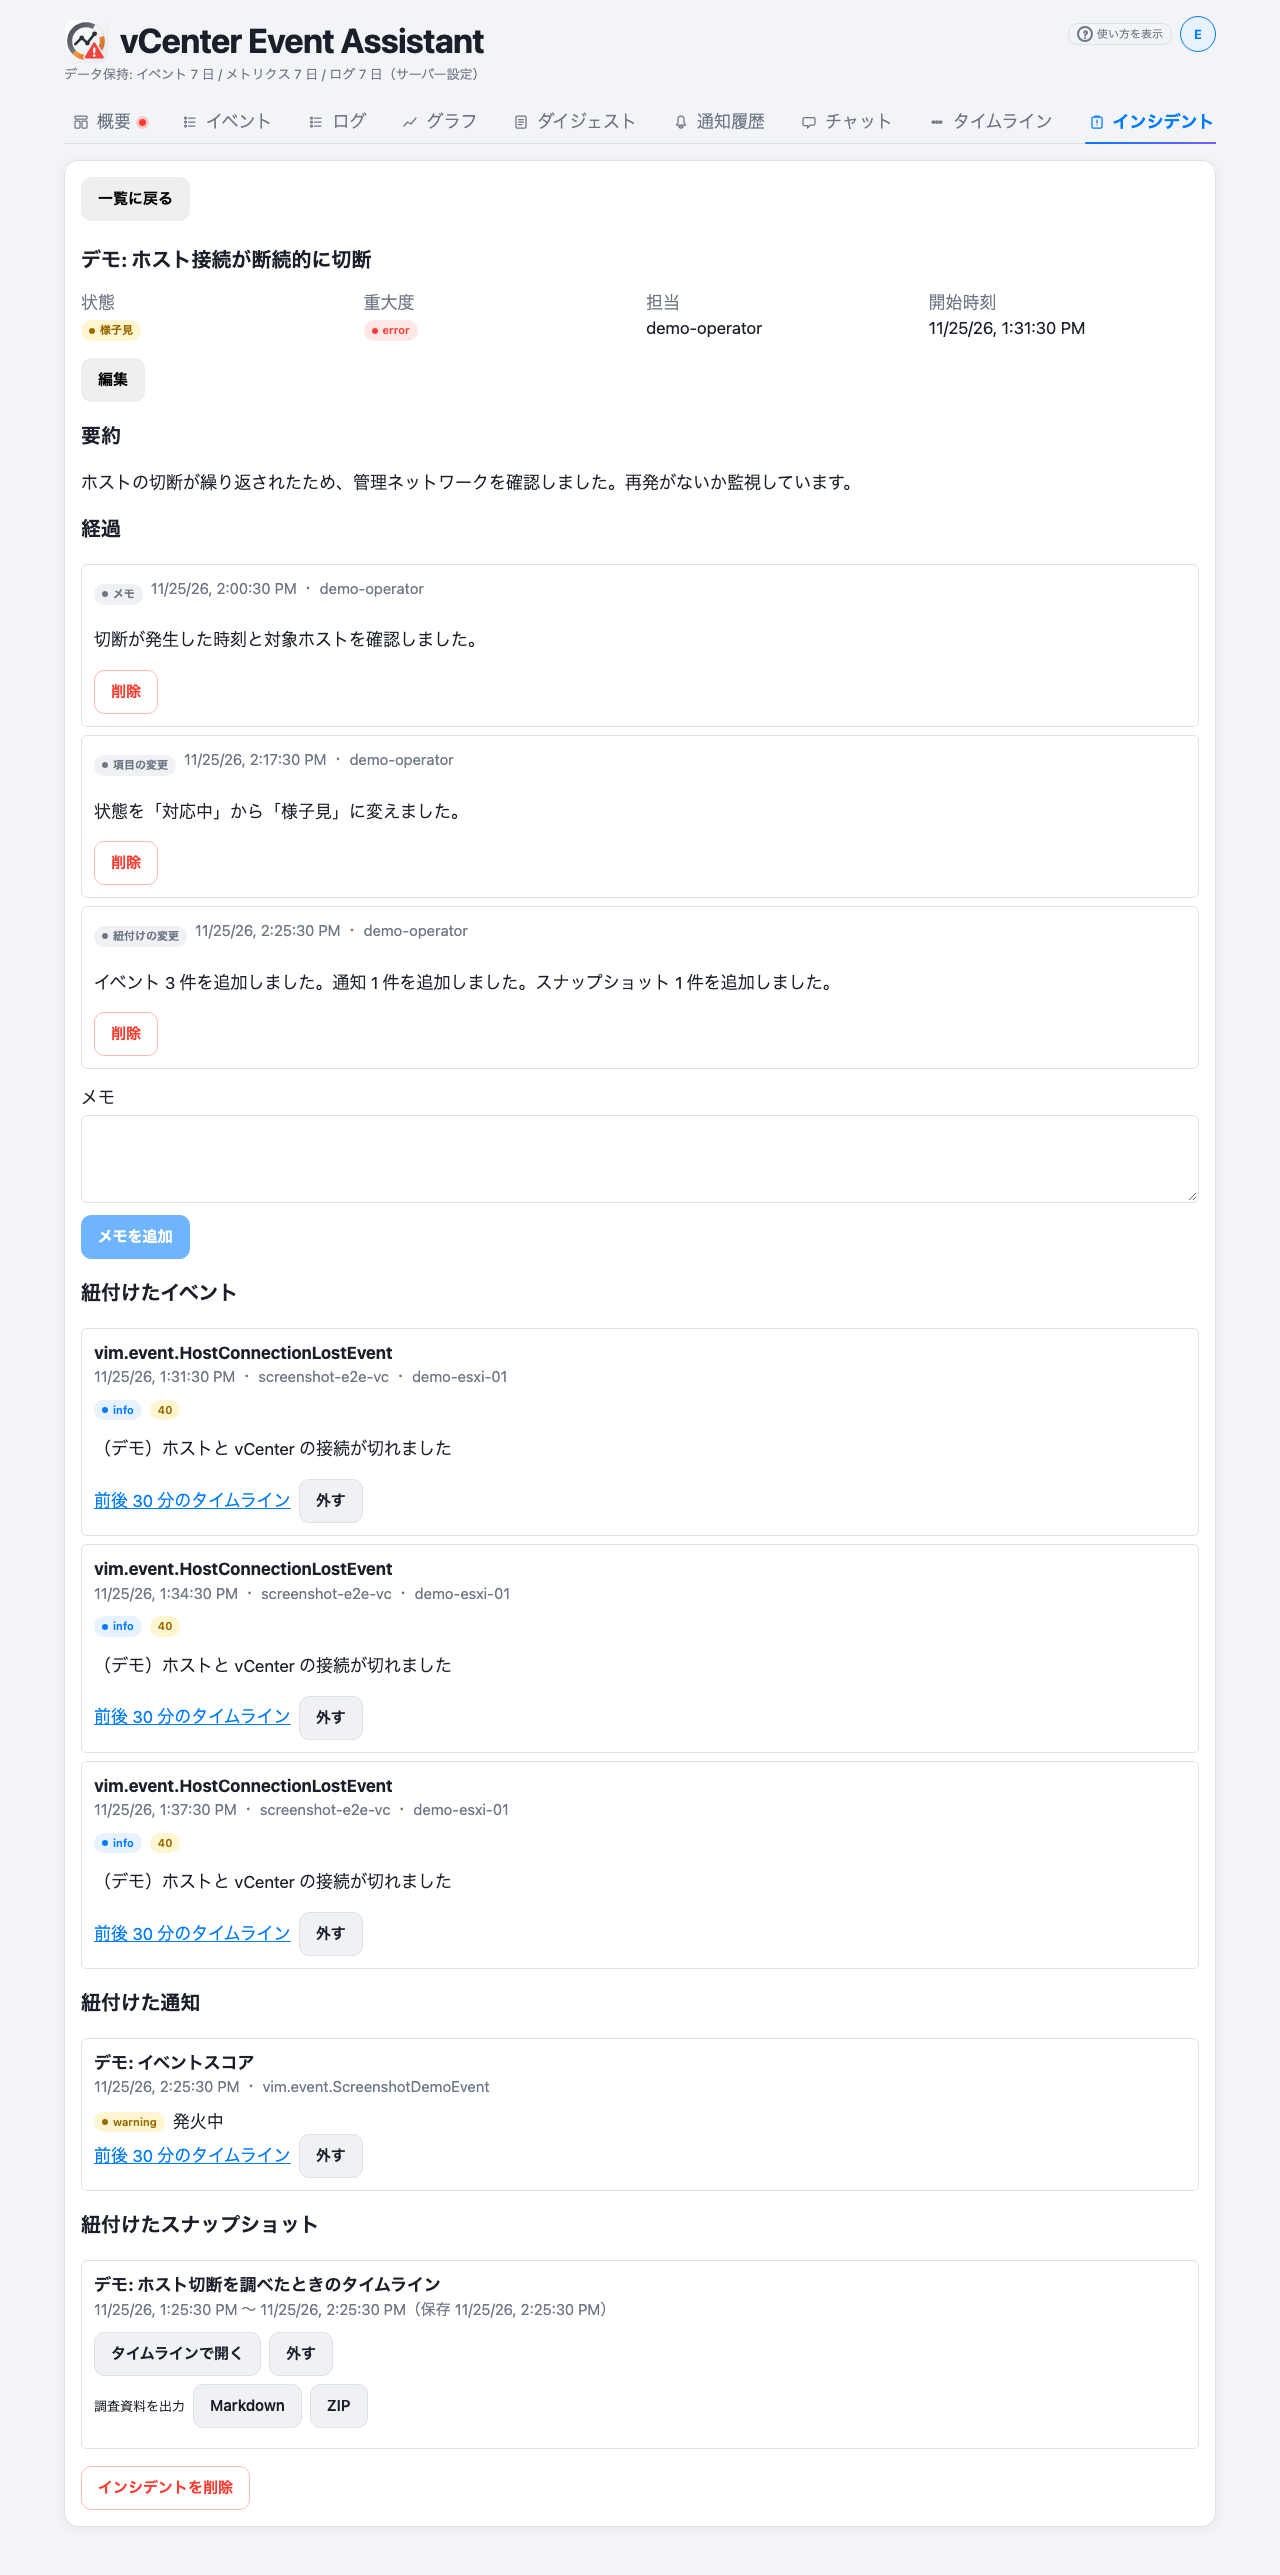 vCenter Event Assistant
使い方を表示
E
データ保持: イベント 7 日 / メトリクス 7 日 / ログ 7 日（サーバー設定）
概要
イベント
ログ
グラフ
ダイジェスト
通知履歴
チャット
タイムライン
インシデント
一覧に戻る
デモ: ホスト接続が断続的に切断
状態
重大度
担当
開始時刻
様子見
error
demo-operator
11/25/26, 1:31:30 PM
編集
要約
ホストの切断が繰り返されたため、管理ネットワークを確認しました。再発がないか監視しています。
経過
メモ 11/25/26, 2:00:30 PM ・ demo-operator
切断が発生した時刻と対象ホストを確認しました。
削除
項目の変更 11/25/26, 2:17:30 PM ・ demo-operator
状態を「対応中」から「様子見」に変えました。
削除
紐付けの変更 11/25/26, 2:25:30 PM ・ demo-operator
イベント 3 件を追加しました。通知 1 件を追加しました。スナップショット 1 件を追加しました。
削除
メモ
メモを追加
紐付けたイベント
vim.event.HostConnectionLostEvent
11/25/26, 1:31:30 PM ・ screenshot-e2e-vc ・ demo-esxi-01
info 40
（デモ）ホストと vCenter の接続が切れました
前後 30 分のタイムライン 外す
vim.event.HostConnectionLostEvent
11/25/26, 1:34:30 PM ・ screenshot-e2e-vc ・ demo-esxi-01
info 40
（デモ）ホストと vCenter の接続が切れました
前後 30 分のタイムライン 外す
vim.event.HostConnectionLostEvent
11/25/26, 1:37:30 PM ・ screenshot-e2e-vc ・ demo-esxi-01
info 40
（デモ）ホストと vCenter の接続が切れました
前後 30 分のタイムライン 外す
紐付けた通知
デモ: イベントスコア
11/25/26, 2:25:30 PM ・ vim.event.ScreenshotDemoEvent
warning 発火中
前後 30 分のタイムライン 外す
紐付けたスナップショット
デモ: ホスト切断を調べたときのタイムライン
11/25/26, 1:25:30 PM 〜 11/25/26, 2:25:30 PM（保存 11/25/26, 2:25:30 PM）
タイムラインで開く 外す
調査資料を出力 Markdown ZIP
インシデントを削除